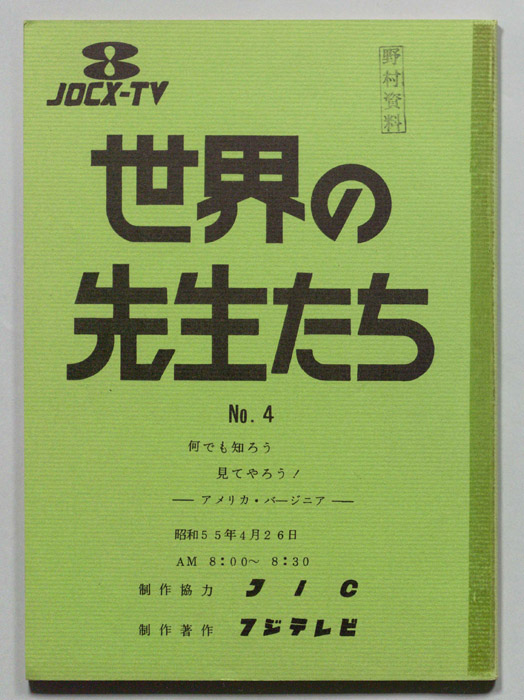 8
JOCX-TV
野村資料
世界の
先生たち
No. 4
何でも知ろう
見てやろう!
── アメリカ・バージニア ──
昭和55年4月26日
AM 8:00〜 8:30
制作協力 JIC
制作著作 フジテレビ